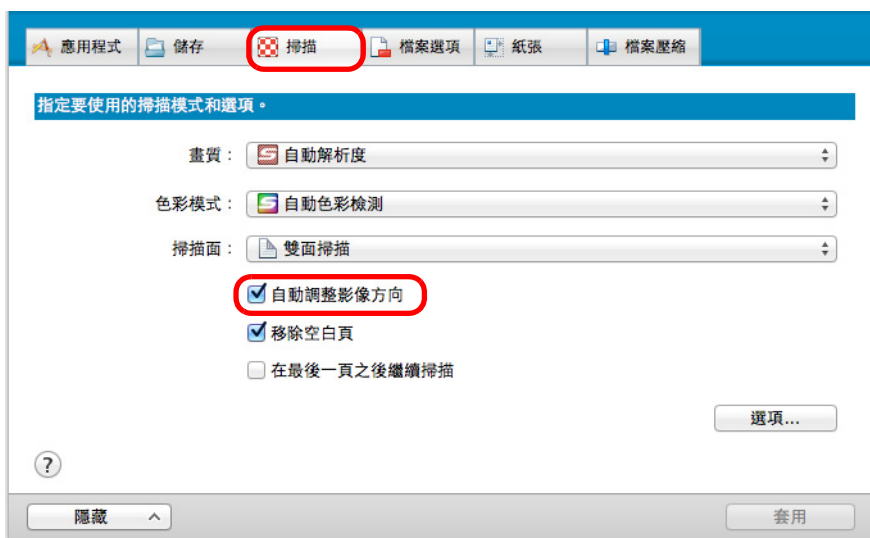 應用程式 儲存 掃描 檔案選項 紙張 檔案壓縮
指定要使用的掃描模式和選項。
畫質： 自動解析度
色彩模式： 自動色彩檢測
掃描面： 雙面掃描
自動調整影像方向
移除空白頁
在最後一頁之後繼續掃描
選項...
?
隱藏 套用